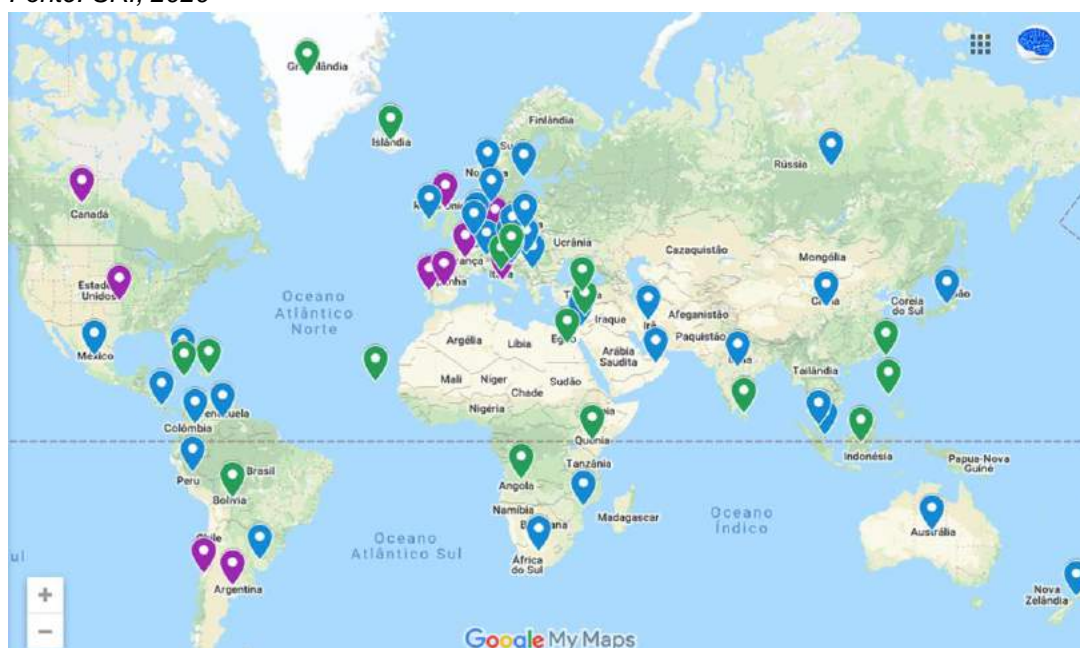 Groenlândia
Islândia
Finlândia
Rússia
Canadá
Ucrânia
Cazaquistão
Mongólia
Estados
Unidos
Oceano
Atlântico
Norte
Coreia
do Sul
Iraque
Afeganistão
Paquistão
México
Argélia
Líbia
Egito
Arábia
Saudita
Mali
Níger
Chade
Sudão
Tailândia
Venezuela
Colômbia
Nigéria
Quênia
Indonésia
Papua-Nova
Guiné
Peru
Brasil
Tanzânia
Angola
Bolívia
Namíbia
Madagascar
Oceano
Índico
Austrália
Chile
Oceano
Atlântico Sul
África
do Sul
Argentina
Nova
Zelândia
+
−
Google My Maps